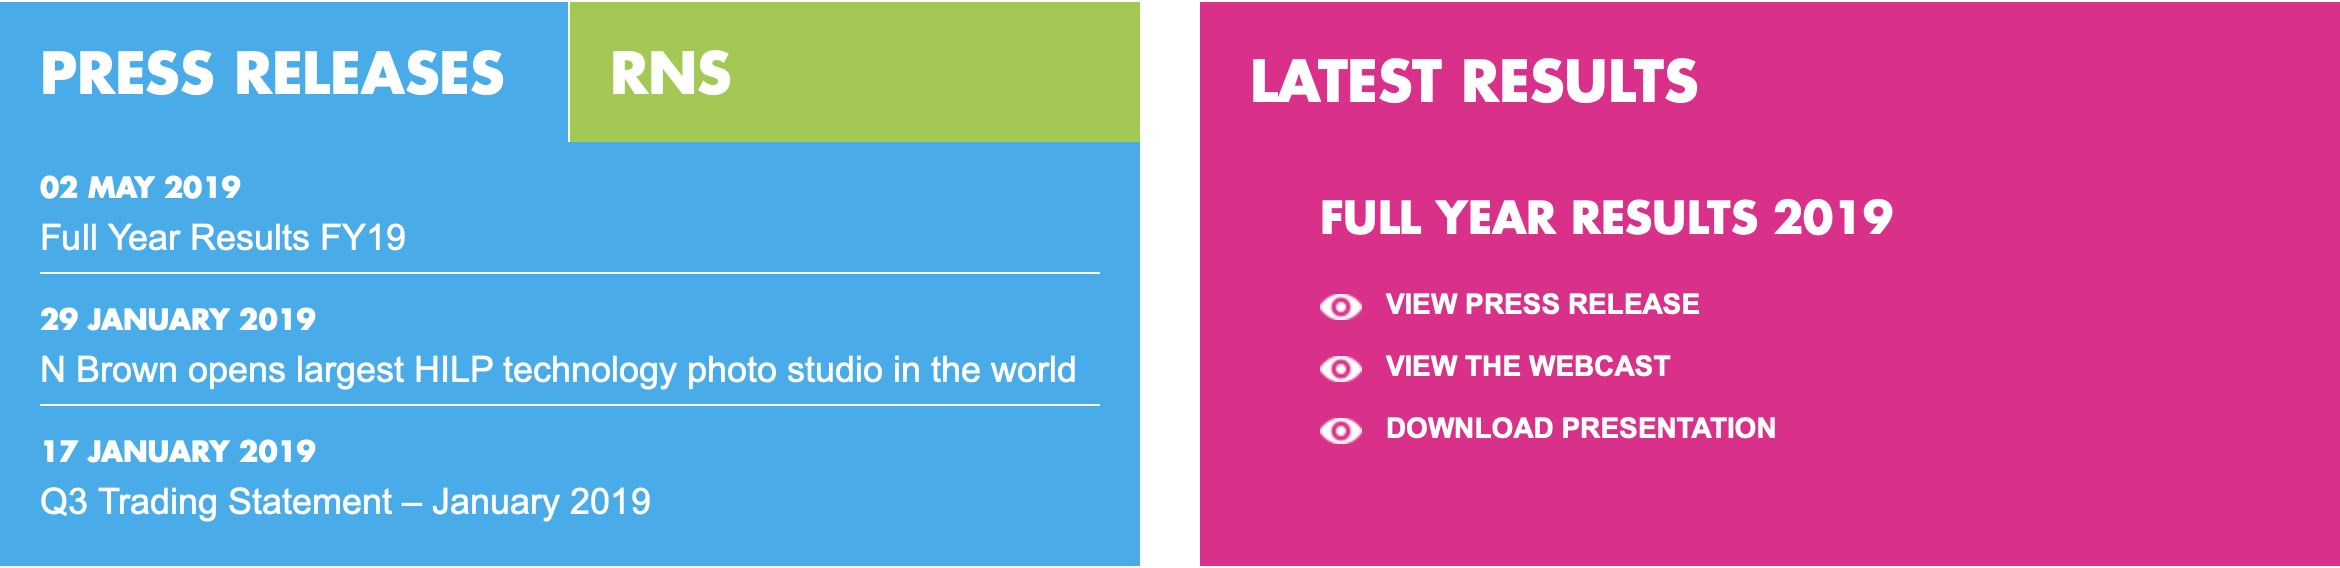 PRESS RELEASES
RNS
02 MAY 2019
Full Year Results FY19
29 JANUARY 2019
N Brown opens largest HILP technology photo studio in the world
17 JANUARY 2019
Q3 Trading Statement – January 2019
LATEST RESULTS
FULL YEAR RESULTS 2019
VIEW PRESS RELEASE
VIEW THE WEBCAST
DOWNLOAD PRESENTATION